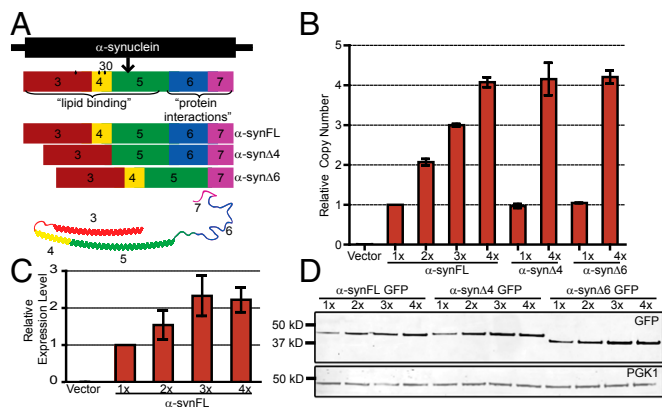 A
α-synuclein
30
3 4 5 6 7
"lipid binding" "protein interactions"
3 4 5 6 7 α-synFL
3 5 6 7 α-synΔ4
3 4 5 7 α-synΔ6
3
4
5
6
7
B
Relative Copy Number
5
4
3
2
1
0
Vector 1x 2x 3x 4x 1x 4x 1x 4x
α-synFL α-synΔ4 α-synΔ6
C
Relative Expression Level
3
2
1
0
Vector 1x 2x 3x 4x
α-synFL
D
α-synFL GFP α-synΔ4 GFP α-synΔ6 GFP
1x 2x 3x 4x 1x 2x 3x 4x 1x 2x 3x 4x
50 kD
37 kD
GFP
50 kD
PGK1